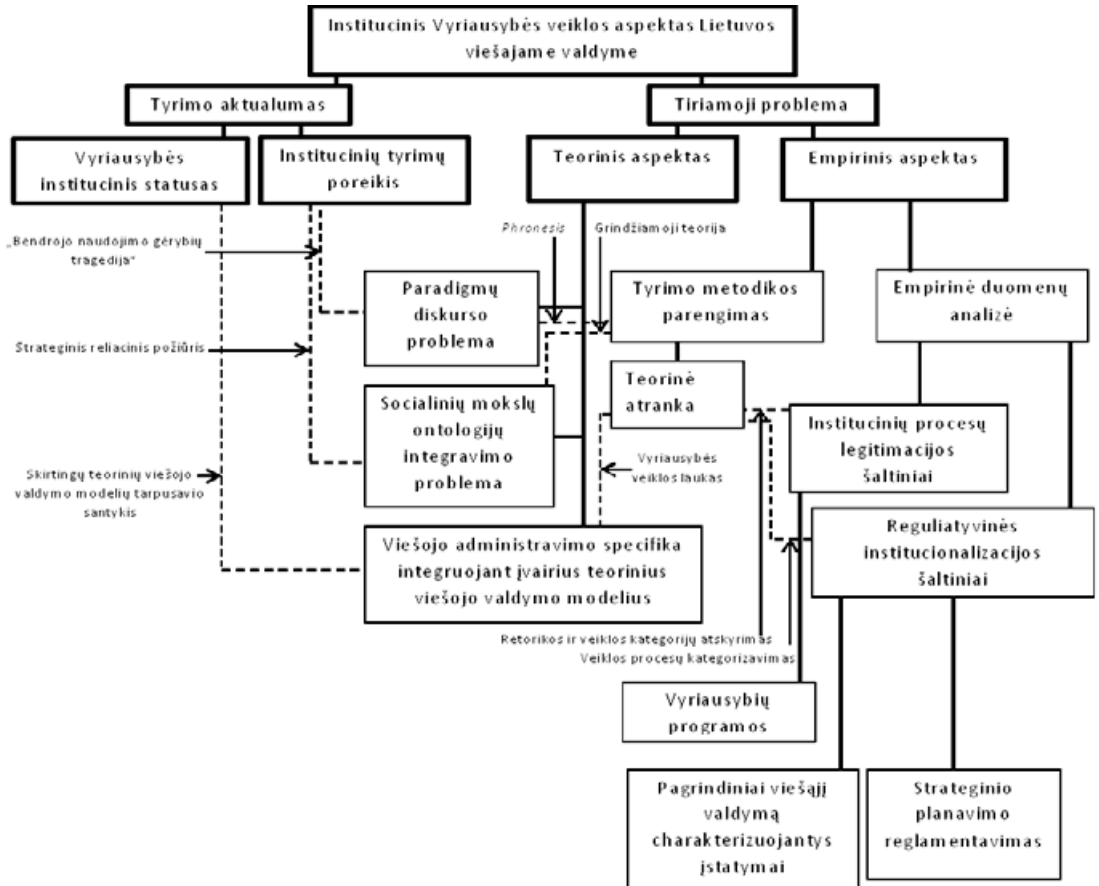 Institucinis Vyriausybės veiklos aspektas Lietuvos
viešajame valdyme
Tyrimo aktualumas
Tiriamoji problema
Vyriausybės
institucinis statusas
Institucinių tyrimų
poreikis
Teorinis aspektas
Empirinis aspektas
Phronesis
Grindžiamoji teorija
„Bendrojo naudojimo gėrybių
tragedija“
Paradigmų
diskurso
problema
Tyrimo metodikos
parengimas
Empirinė duomenų
analizė
Strateginis reliacinis požiūris
Teorinė
atranka
Socialinių mokslų
ontologijų
integravimo
problema
Institucinių procesų
legitimacijos
šaltiniai
Vyriausybės
veiklos laukas
Skirtingų teorinių viešojo
valdymo modelių tarpusavio
santykis
Reguliatyvinės
institucionalizacijos
šaltiniai
Viešojo administravimo specifika
integruojant įvairius teorinius
viešojo valdymo modelius
Retorikos ir veiklos kategorijų atskyrimas
Veiklos procesų kategorizavimas
Vyriausybių
programos
Pagrindiniai viešąjį
valdymą
charakterizuojantys
įstatymai
Strateginio
planavimo
reglamentavimas